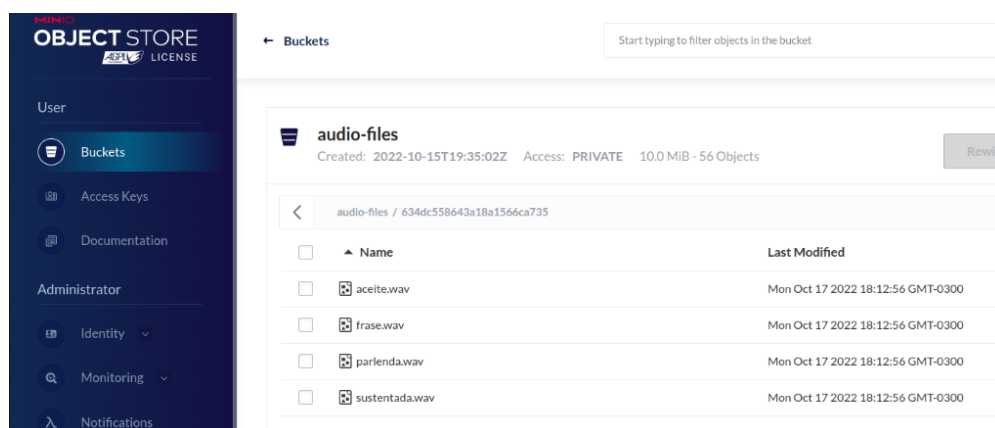 MINIO
OBJECT STORE
AGPLV3 LICENSE
User
Buckets
Access Keys
Documentation
Administrator
Identity
Monitoring
Notifications
← Buckets
Start typing to filter objects in the bucket
audio-files
Created: 2022-10-15T19:35:02Z Access: PRIVATE 10.0 MiB - 56 Objects
Rewi
audio-files / 634dc558643a18a1566ca735
Name Last Modified
aceite.wav Mon Oct 17 2022 18:12:56 GMT-0300
frase.wav Mon Oct 17 2022 18:12:56 GMT-0300
parlenda.wav Mon Oct 17 2022 18:12:56 GMT-0300
sustentada.wav Mon Oct 17 2022 18:12:56 GMT-0300